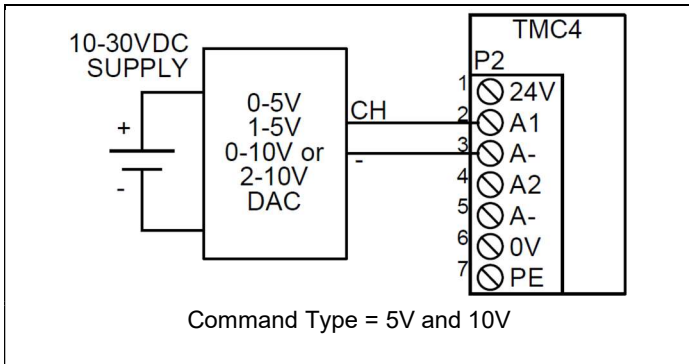 10-30VDC
SUPPLY
+
-
0-5V
1-5V
0-10V or
2-10V
DAC
CH
-
TMC4
P2
1 24V
2 A1
3 A-
4 A2
5 A-
6 0V
7 PE
Command Type = 5V and 10V